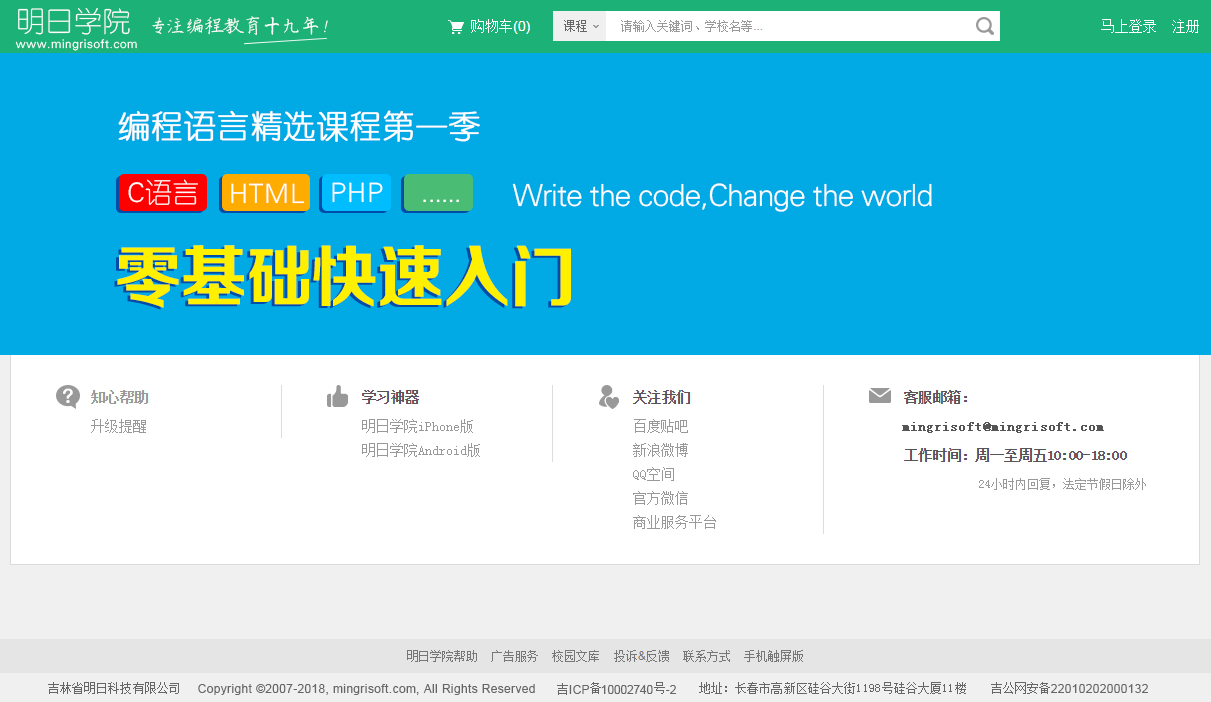 明日学院 专注编程教育十九年! 购物车(0) 课程 请输入关键词、学校名等... 马上登录 注册
www.mingrisoft.com
编程语言精选课程第一季
C语言 HTML PHP ...... Write the code,Change the world
零基础快速入门
知心帮助
升级提醒
学习神器
明日学院iPhone版
明日学院Android版
关注我们
百度贴吧
新浪微博
QQ空间
官方微信
商业服务平台
客服邮箱:
mingrisoft@mingrisoft.com
工作时间: 周一至周五10:00-18:00
24小时内回复, 法定节假日除外
明日学院帮助 广告服务 校园文库 投诉&反馈 联系方式 手机触屏版
吉林省明日科技有限公司 Copyright ©2007-2018, mingrisoft.com, All Rights Reserved 吉ICP备10002740号-2 地址: 长春市高新区硅谷大街1198号硅谷大厦11楼 吉公网安备22010202000132